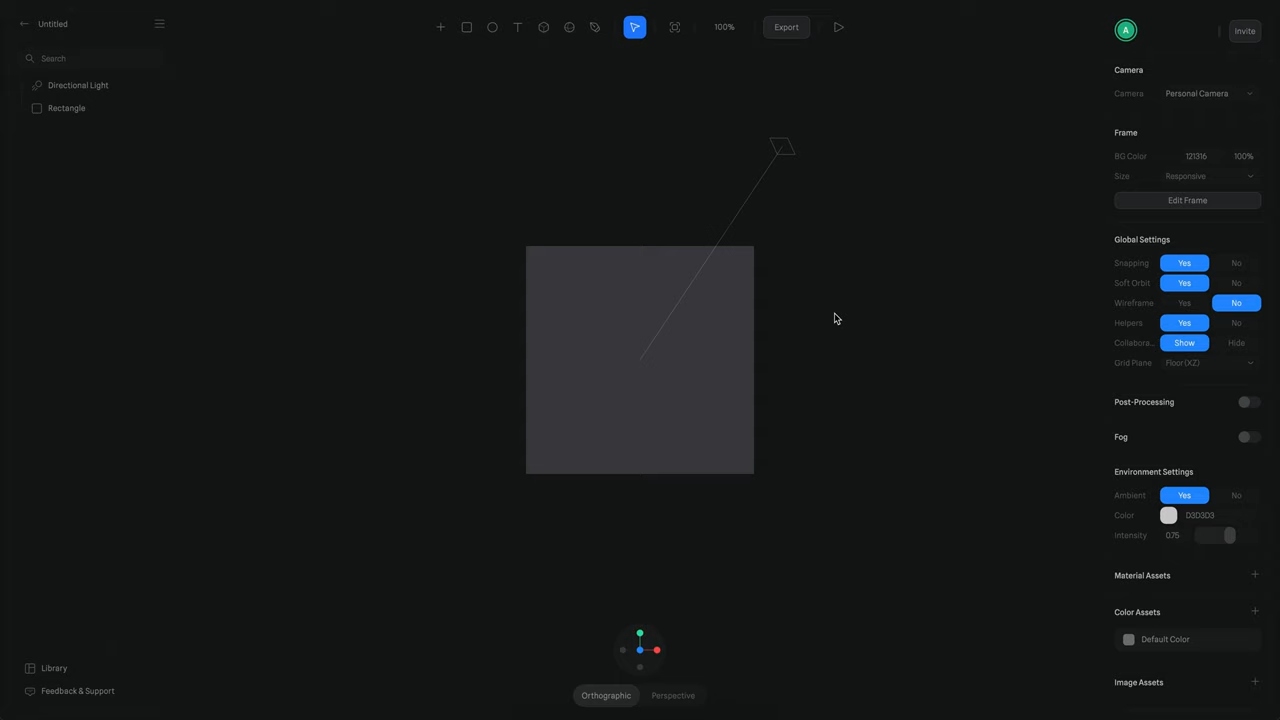 Untitled
100%
Export
A
Invite
Search
Directional Light
Rectangle
Camera
Camera Personal Camera
Frame
BG Color 121316 100%
Size Responsive
Edit Frame
Global Settings
Snapping Yes No
Soft Orbit Yes No
Wireframe Yes No
Helpers Yes No
Collabora... Show Hide
Grid Plane Floor (XZ)
Post-Processing
Fog
Environment Settings
Ambient Yes No
Color D3D3D3
Intensity 0.75
Material Assets
Color Assets
Default Color
Image Assets
Library
Feedback & Support
Orthographic Perspective